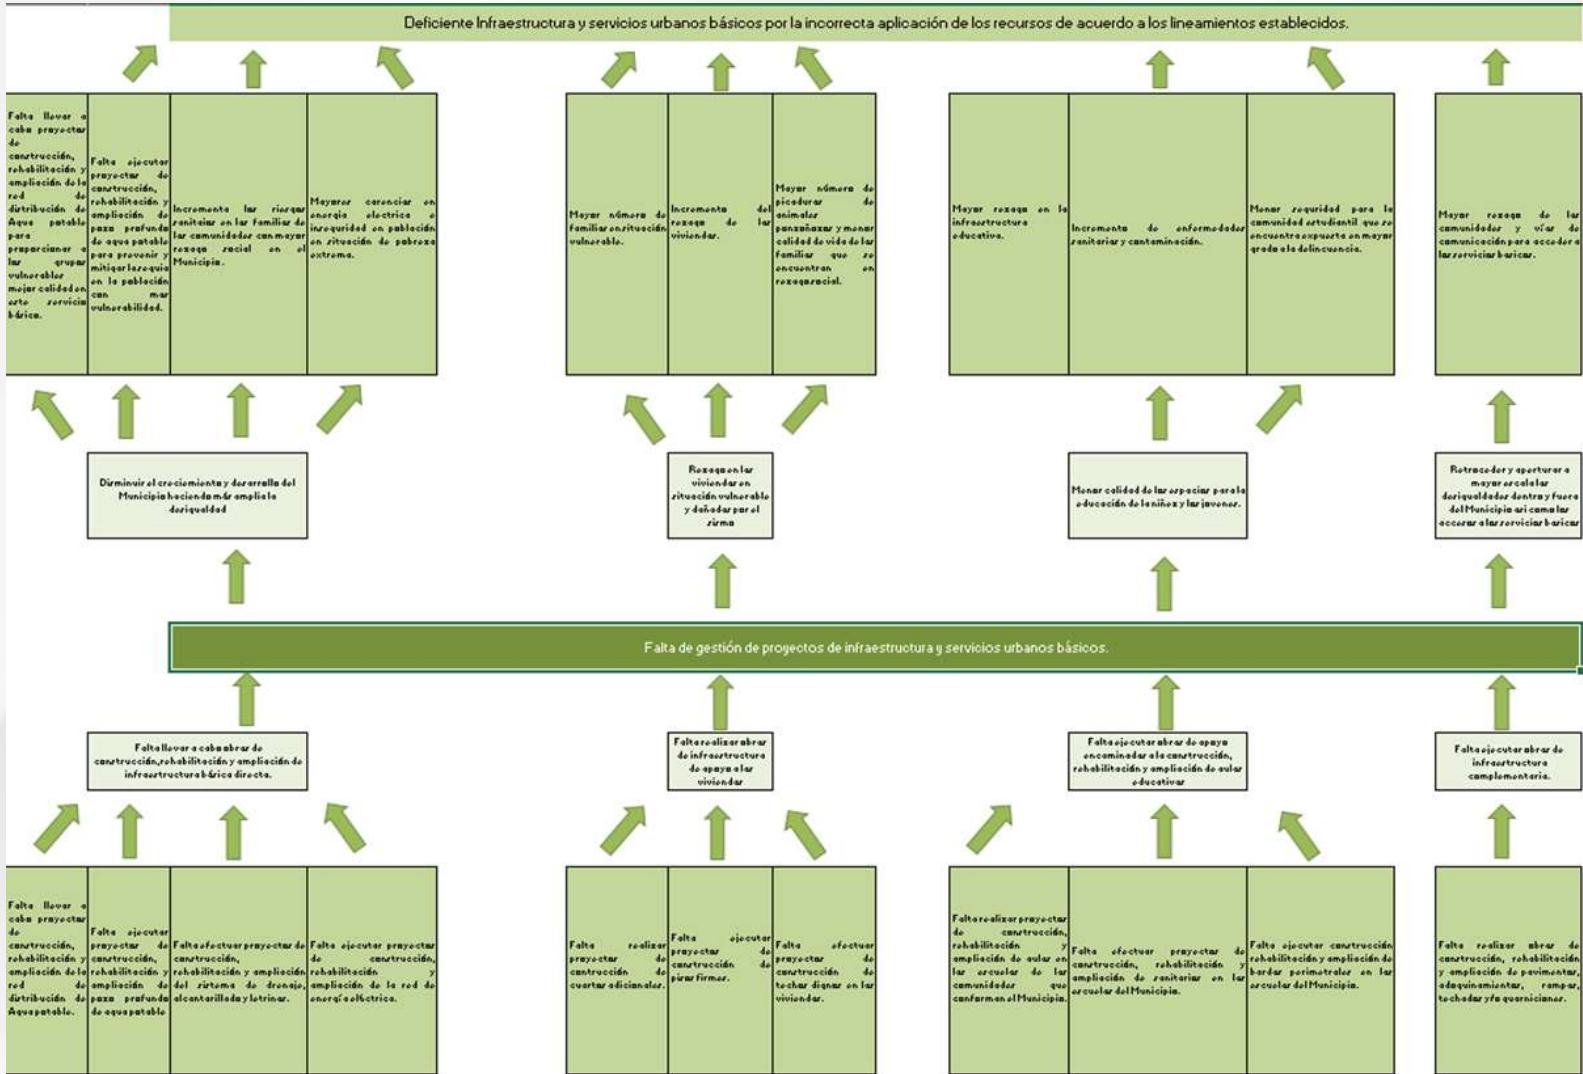 Deficiente Infraestructura y servicios urbanos básicos por la incorrecta aplicación de los recursos de acuerdo a los lineamientos establecidos.
Falta llevar a
cabo proyectos
de
construcción,
rehabilitación y
ampliación de la
red de
distribución de
Agua potable
para
proporcionar a
los grupos
vulnerables
mejor calidad en
este servicio
básico.
Falta ejecutar
proyectos de
construcción,
rehabilitación y
ampliación de
pozo profundo
de agua potable
para prevenir y
mitigar la sequia
en la población
con mas
vulnerabilidad.
Incremento los riesgos
sanitaios en las familias de
las comunidades con mayor
rezago social en el
Municipio.
Mayores carencias en
energia electrica e
inseguridad en población
en situación de pobreza
extrema.
Mayor número de
familias en situación
vulnerable.
Incremento del
rezago de las
viviendas.
Mayor número de
picaduras de
animales
ponzoñozos y menor
calidad de vida de las
familias que se
encuentran en
rezago social.
Mayor rezago en la
infraestructura
educativa.
Incremento de enfermedades
sanitarias y contaminación.
Menor seguridad para la
comunidad estudiantil que se
encuentra expuesta en mayor
grado a la delincuencia.
Mayor rezago de las
comunidades y vías de
comunicación para acceder a
los servicios basicos.
Disminuir el creciemiento y desarrollo del
Municipio haciendo más amplia la
desigualdad
Rezago en las
viviendas en
situación vulnerable
y dañadas por el
sismo
Menor calidad de los espacios para la
educación de la niñez y los jovenes.
Retroceder y aperturar a
mayor escala las
desigualdades dentro y fuera
del Municipio asi como los
accesos a los servicios basicos
Falta de gestión de proyectos de infraestructura y servicios urbanos básicos.
Falta llevar a cabo obras de
construcción,rehabilitación y ampliación de
infraestructura básica directa.
Falta realizar obras
de infraestructura
de apoyo a las
viviendas
Falta ejecutar obras de apoyo
encaminadas a la construcción,
rehabilitación y ampliación de aulas
educativas
Falta ejecutar obras de
infraestructura
complementaria.
Falta llevar a
cabo proyectos
de
construcción,
rehabilitación y
ampliación de la
red de
distribución de
Agua potable.
Falta ejecutar
proyectos de
construcción,
rehabilitación y
ampliación de
pozo profundo
de agua potable
Falta efectuar proyectos de
construcción,
rehabilitación y ampliación
del sistema de drenaje,
alcantarillado y letrinas.
Falta ejecutar proyectos
de construcción,
rehabilitación y
ampliación de la red de
energía eléctrica.
Falta realizar
proyectos de
contrucción de
cuartos adicionales.
Falta ejecutar
proyectos de
construcción de
pisos firmes.
Falta efectuar
proyectos de
construcción de
techos dignos en las
viviendas.
Falta realizar proyectos
de construcción,
rehabilitación y
ampliación de aulas en
las escuelas de las
comunidades que
conforman el Municipio.
Falta efectuar proyectos de
construcción, rehabilitación y
ampliación de sanitarios en las
escuelas del Municipio.
Falta ejecutar construcción
rehabilitación y ampliación de
bardas perimetrales en las
escuelas del Municipio.
Falta realizar obras de
construcción, rehabilitación
y ampliación de pavimentos,
adoquinamientos, rampas,
techados y/o guarniciones.